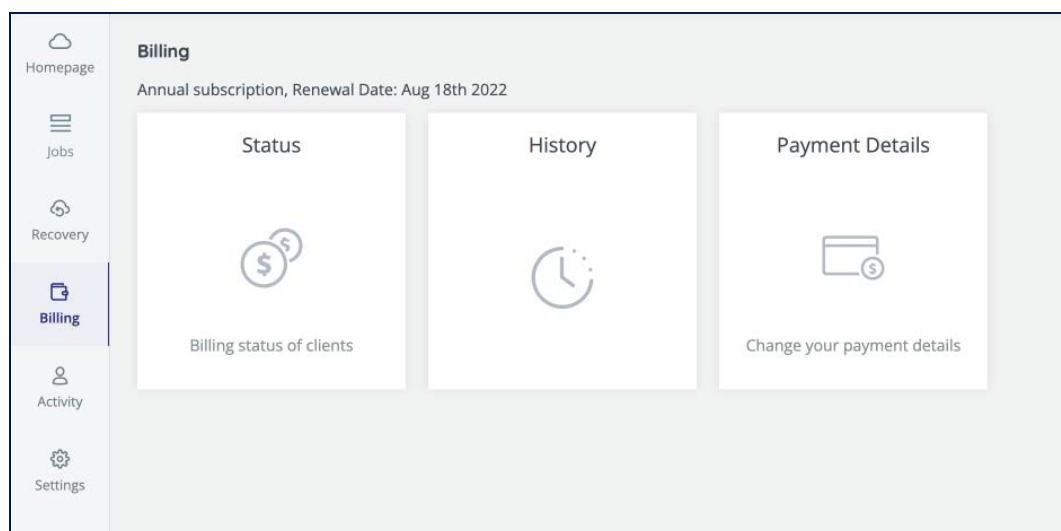 Homepage
Jobs
Recovery
Billing
Activity
Settings
Billing
Annual subscription, Renewal Date: Aug 18th 2022
Status
Billing status of clients
History
Payment Details
Change your payment details